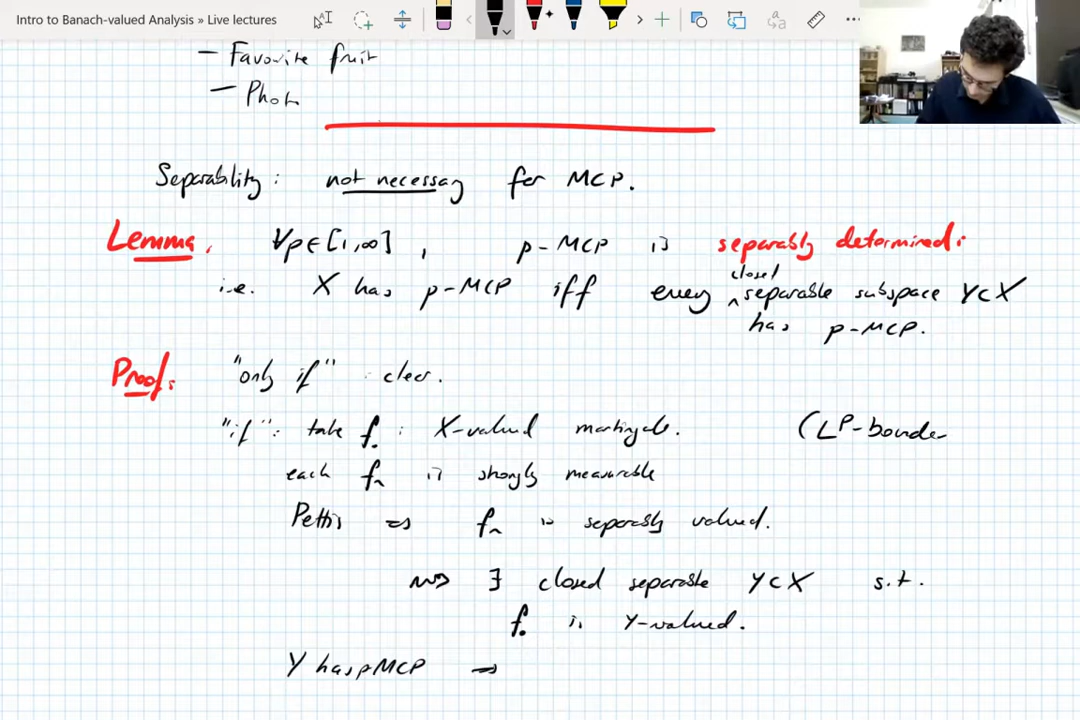 Intro to Banach-valued Analysis » Live lectures
- Favorite fruit
- Photo
Separability: not necessary for MCP.
Lemma. ∀p∈[1,∞], p-MCP is separably determined:
i.e. X has p-MCP iff every closed separable subspace Y⊂X
has p-MCP.
Proof: "only if": clear.
"if": take f.: X-valued martingale. (L^p-bounded
each f_n is strongly measurable
Pettis ⇒ f_n is separably valued.
⇝ ∃ closed separable Y⊂X s.t.
f. is Y-valued.
Y has pMCP ⇒